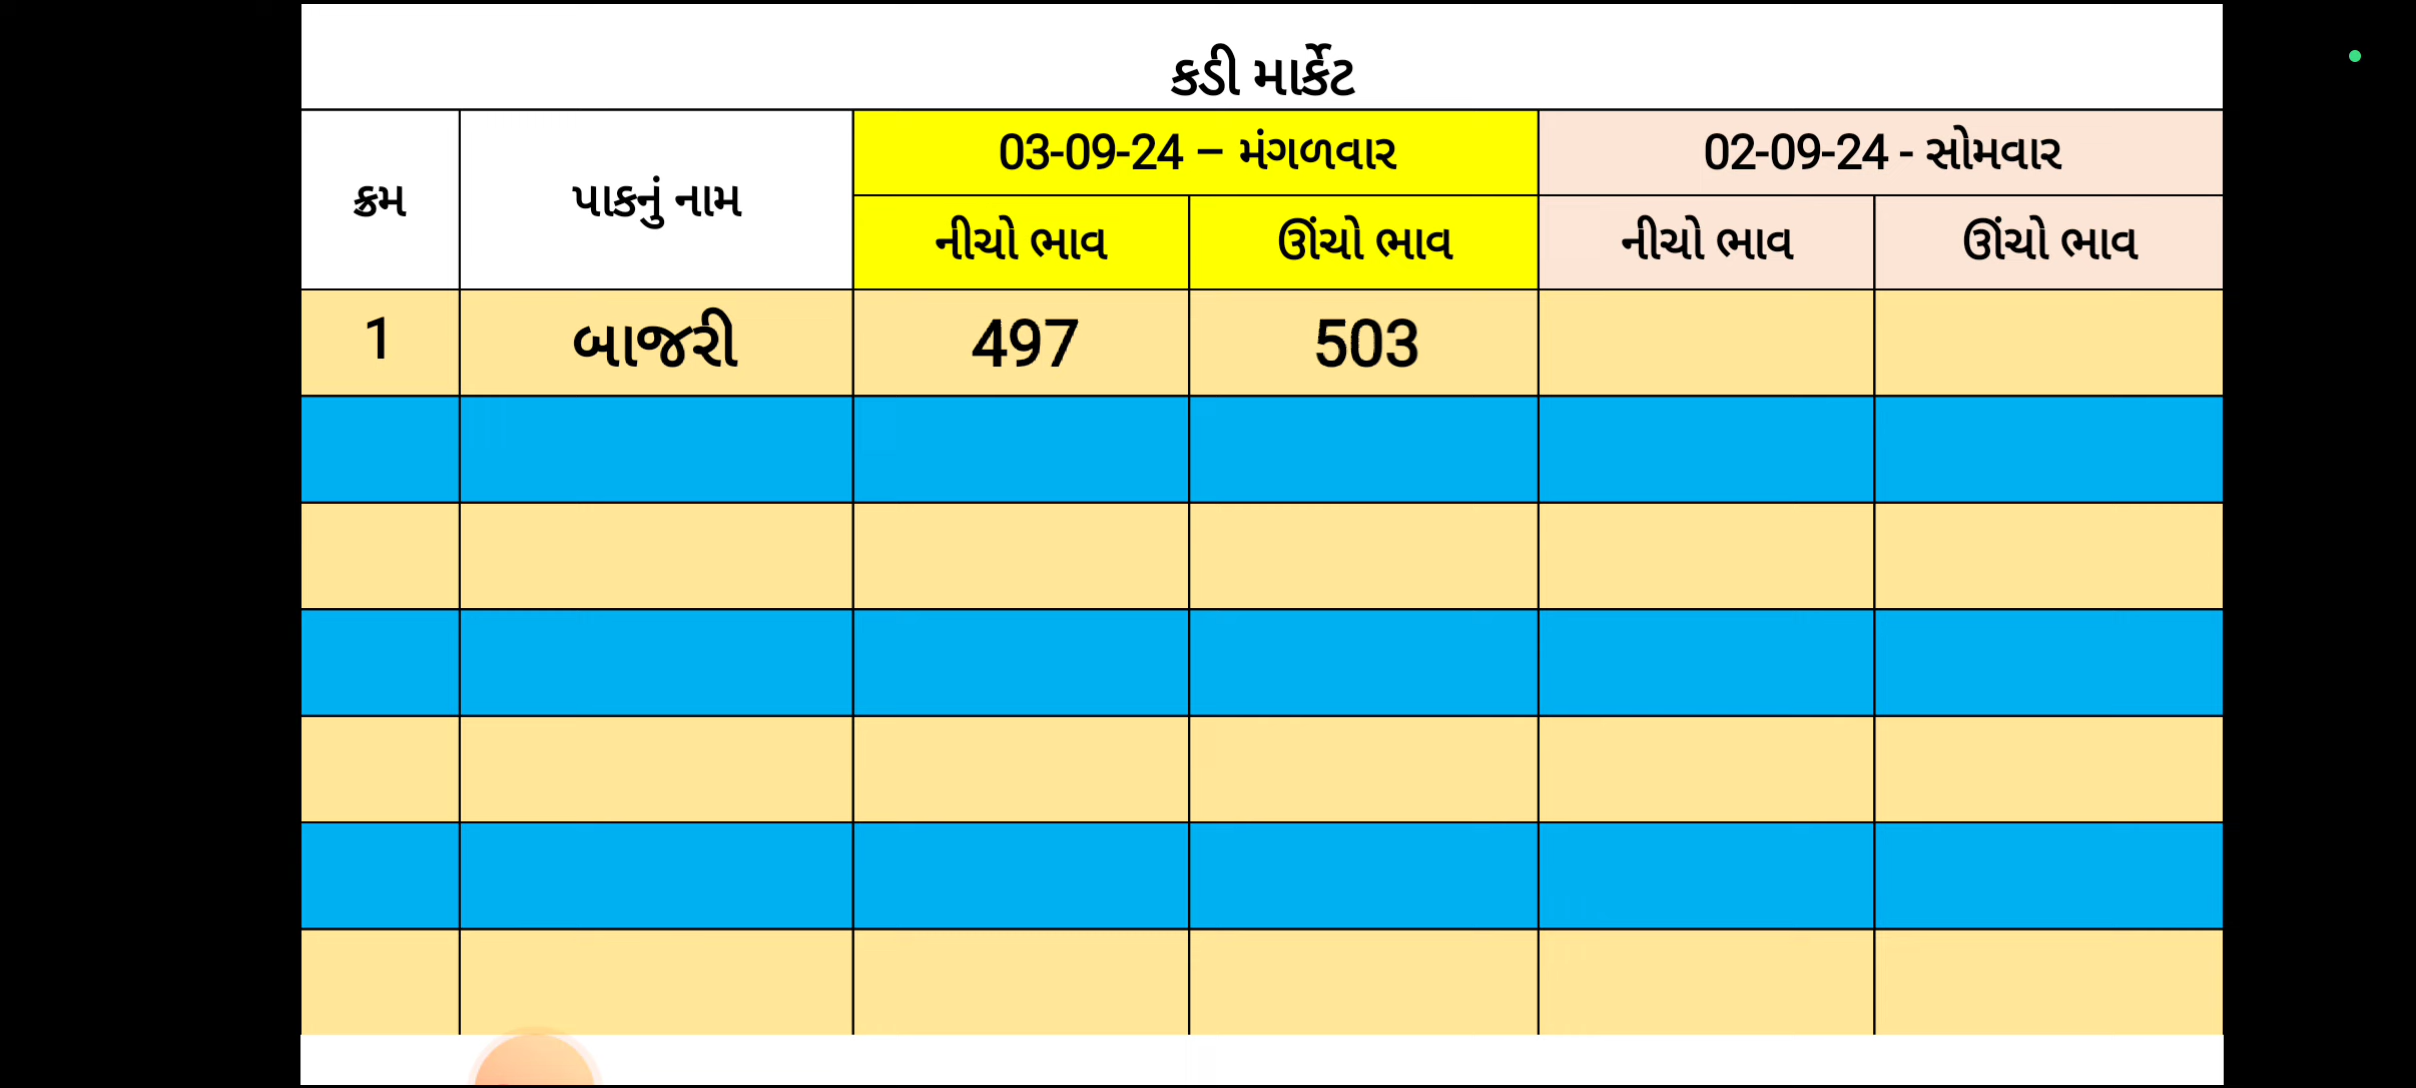 કડી માર્કેટ
ક્રમ પાકનું નામ 03-09-24 – મંગળવાર 02-09-24 - સોમવાર
નીચો ભાવ ઊંચો ભાવ નીચો ભાવ ઊંચો ભાવ
1 બાજરી 497 503